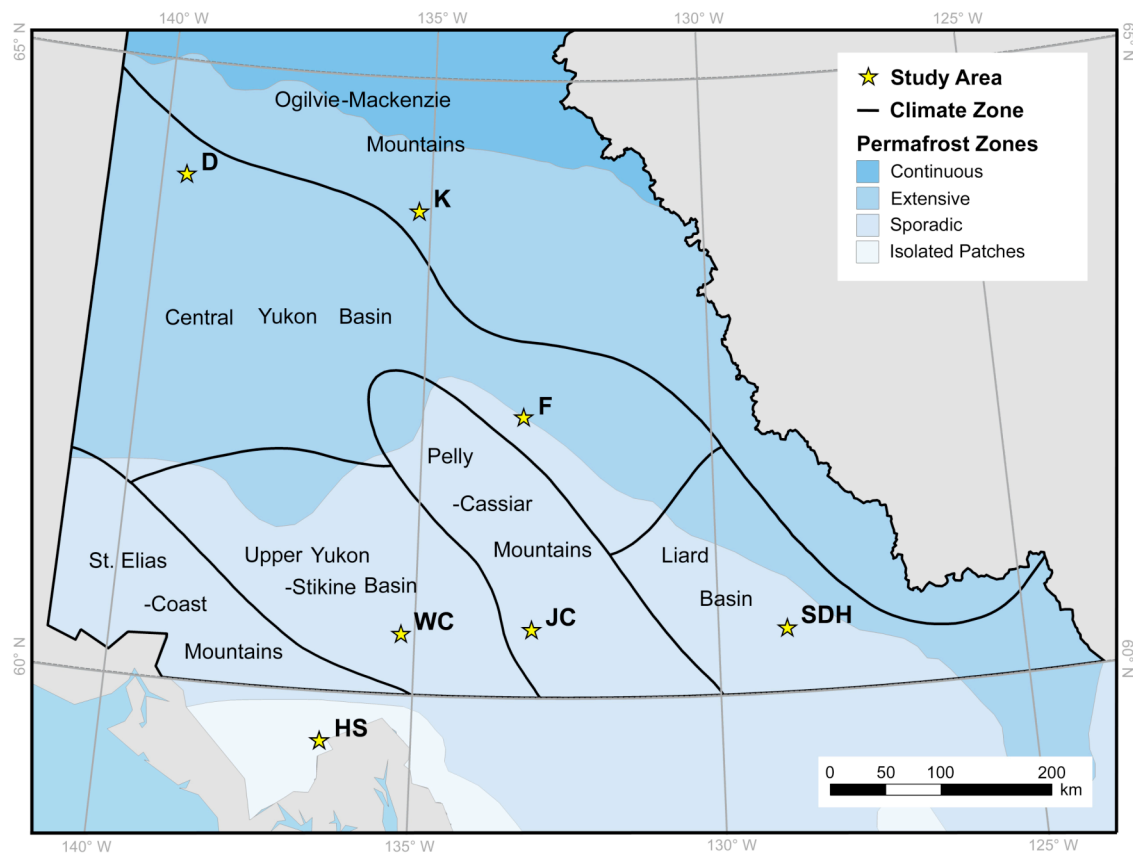 140° W
135° W
130° W
125° W
65° N
65° N
Study Area
Climate Zone
Permafrost Zones
Continuous
Extensive
Sporadic
Isolated Patches
Ogilvie-Mackenzie
Mountains
D
K
Central Yukon Basin
F
Pelly
-Cassiar
Mountains
St. Elias
-Coast
Mountains
Upper Yukon
-Stikine Basin
Liard
Basin
WC
JC
SDH
HS
60° N
60° N
0 50 100 200
km
140° W
135° W
130° W
125° W